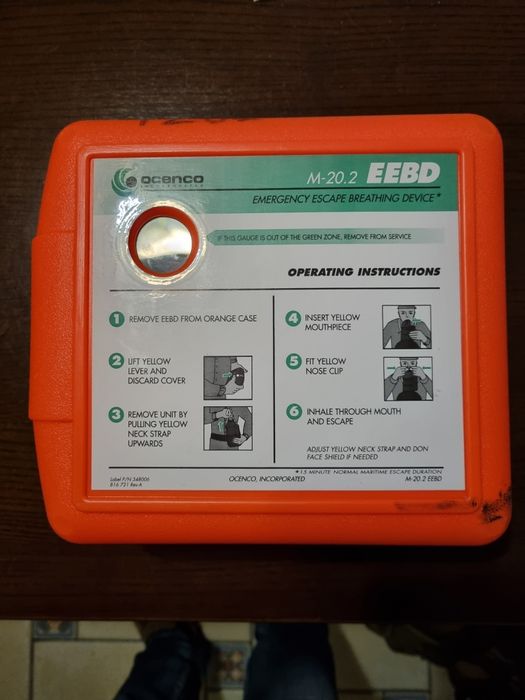 ocenco
INCORPORATED
M-20.2 EEBD
EMERGENCY ESCAPE BREATHING DEVICE*
IF THIS GAUGE IS OUT OF THE GREEN ZONE, REMOVE FROM SERVICE
OPERATING INSTRUCTIONS
1 REMOVE EEBD FROM ORANGE CASE
2 LIFT YELLOW
LEVER AND
DISCARD COVER
3 REMOVE UNIT BY
PULLING YELLOW
NECK STRAP
UPWARDS
4 INSERT YELLOW
MOUTHPIECE
5 FIT YELLOW
NOSE CLIP
6 INHALE THROUGH MOUTH
AND ESCAPE
ADJUST YELLOW NECK STRAP AND DON
FACE SHIELD IF NEEDED
*15 MINUTE NORMAL MARITIME ESCAPE DURATION
Label P/N 348006
OCENCO, INCORPORATED
M-20.2 EEBD